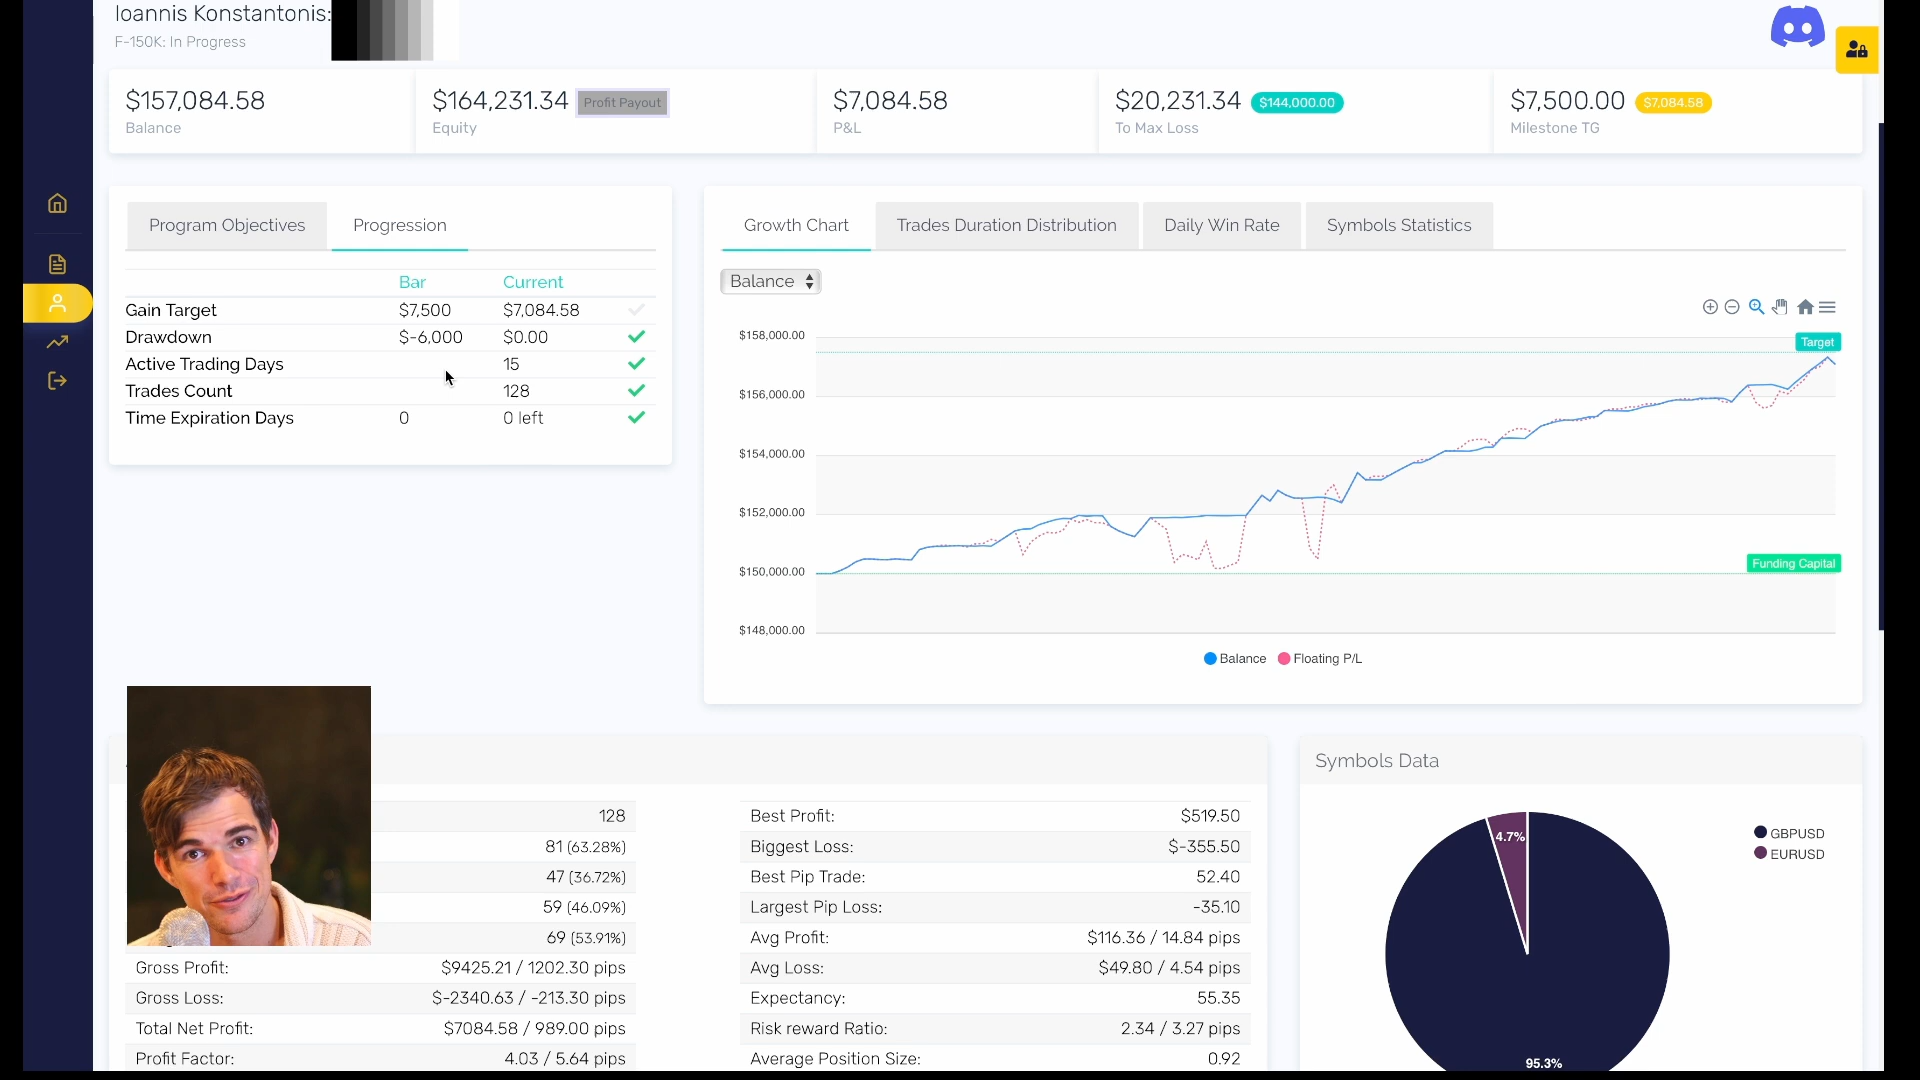 Ioannis Konstantonis:
F-150K: In Progress
$157,084.58
Balance
$164,231.34 Profit Payout
Equity
$7,084.58
P&L
$20,231.34 $144,000.00
To Max Loss
$7,500.00 $7,084.58
Milestone TG
Program Objectives
Progression
Bar Current
Gain Target $7,500 $7,084.58
Drawdown $-6,000 $0.00
Active Trading Days 15
Trades Count 128
Time Expiration Days 0 0 left
Growth Chart
Trades Duration Distribution
Daily Win Rate
Symbols Statistics
Balance
$158,000.00
Target
$156,000.00
$154,000.00
$152,000.00
$150,000.00
Funding Capital
$148,000.00
Balance Floating P/L
128
81 (63.28%)
47 (36.72%)
59 (46.09%)
69 (53.91%)
Gross Profit: $9425.21 / 1202.30 pips
Gross Loss: $-2340.63 / -213.30 pips
Total Net Profit: $7084.58 / 989.00 pips
Profit Factor: 4.03 / 5.64 pips
Best Profit: $519.50
Biggest Loss: $-355.50
Best Pip Trade: 52.40
Largest Pip Loss: -35.10
Avg Profit: $116.36 / 14.84 pips
Avg Loss: $49.80 / 4.54 pips
Expectancy: 55.35
Risk reward Ratio: 2.34 / 3.27 pips
Average Position Size: 0.92
Symbols Data
4.7%
95.3%
GBPUSD
EURUSD